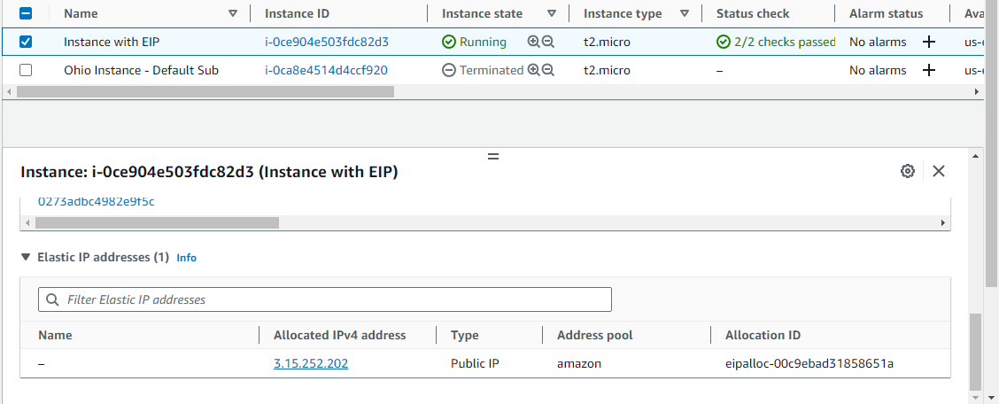 Name Instance ID Instance state Instance type Status check Alarm status Ava
Instance with EIP i-0ce904e503fdc82d3 Running t2.micro 2/2 checks passed No alarms + us-e
Ohio Instance - Default Sub i-0ca8e4514d4ccf920 Terminated t2.micro – No alarms + us-e
Instance: i-0ce904e503fdc82d3 (Instance with EIP)
0273adbc4982e9f5c
Elastic IP addresses (1) Info
Filter Elastic IP addresses
Name Allocated IPv4 address Type Address pool Allocation ID
– 3.15.252.202 Public IP amazon eipalloc-00c9ebad31858651a